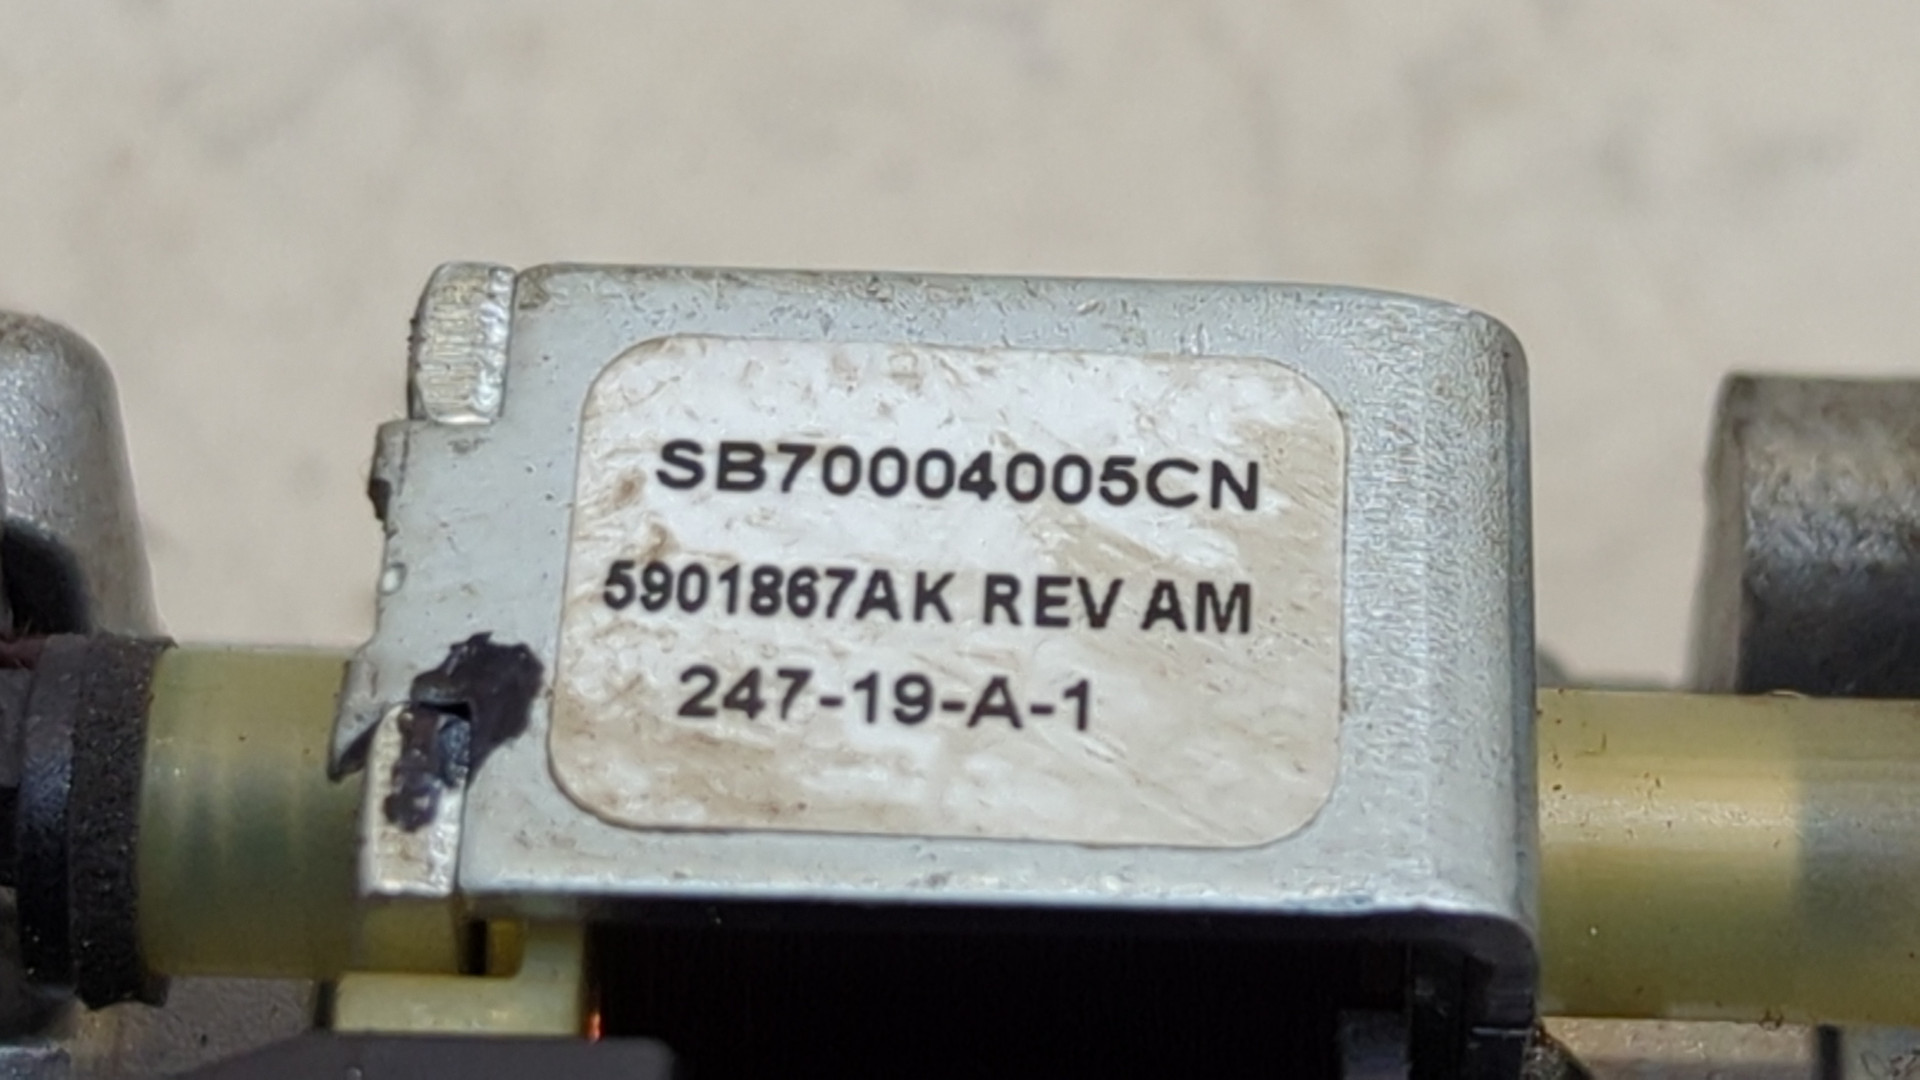 SB70004005CN
5901867AK REV AM
247-19-A-1